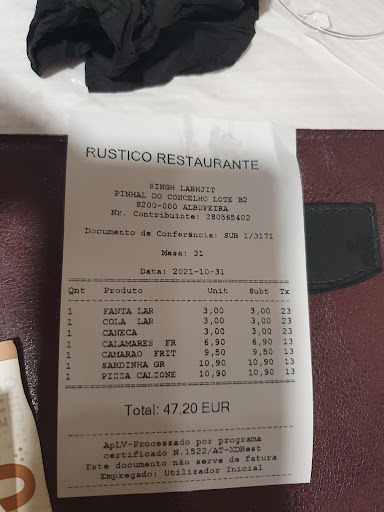 RUSTICO RESTAURANTE
SINGH LABHJIT
PINHAL DO CONCELHO LOTE B2
8200-000 ALBUFEIRA
Nr. Contribuinte: 280565402
Documento de Conferência: SUB 1/3171
Mesa: 31
Data: 2021-10-31
Qnt Produto Unit Subt Tx
1 FANTA LAR 3,00 3,00 23
1 COLA LAR 3,00 3,00 23
1 CANECA 3,00 3,00 23
1 CALAMARES FR 6,90 6,90 13
1 CAMARAO FRIT 9,50 9,50 13
1 SARDINHA GR 10,90 10,90 13
1 PIZZA CALZONE 10,90 10,90 13
Total: 47,20 EUR
ApLV-Processado por programa
certificado N.1522/AT-XDRest
Este documento não serve de fatura
Empregado: Utilizador Inicial